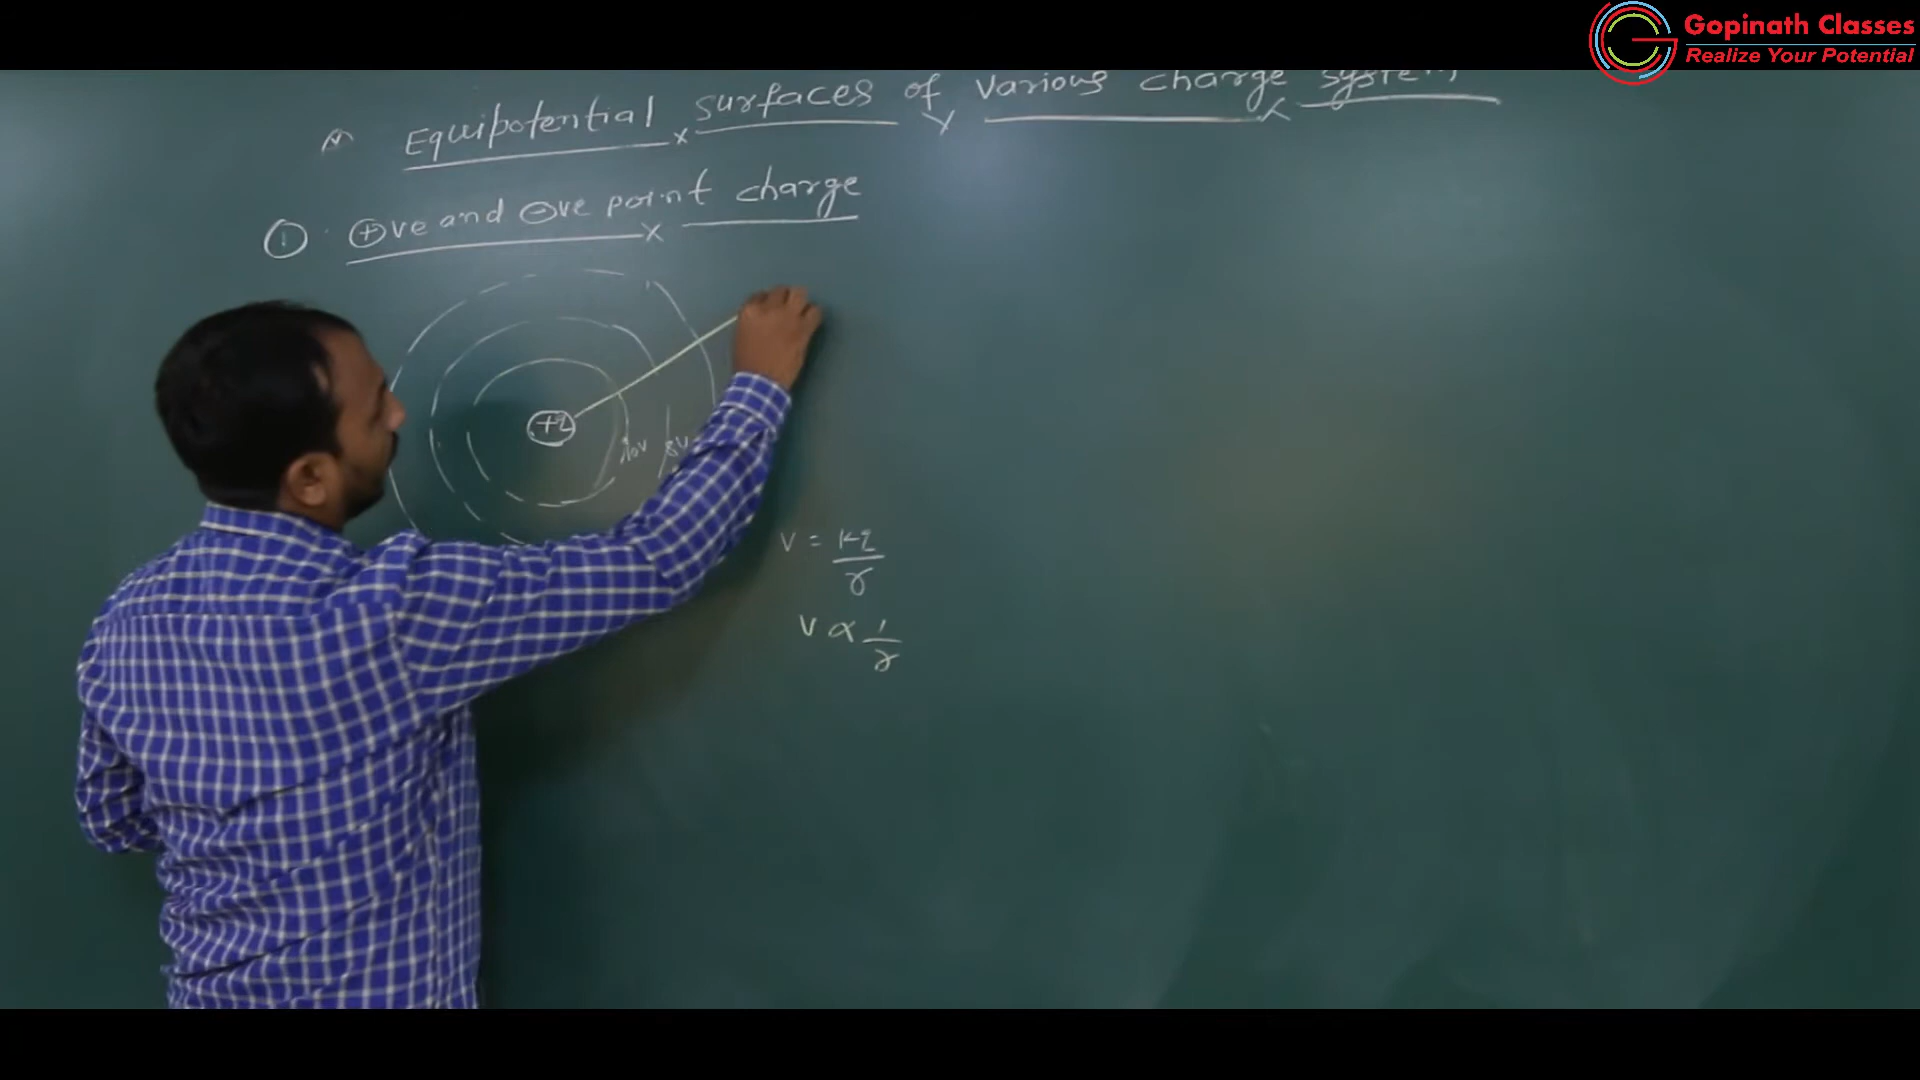 Gopinath Classes
Realize Your Potential
Equipotential surfaces of various charge system
① ⊕ve and ⊖ve point charge
+q
10V 8V
V = kq/r
V ∝ 1/r